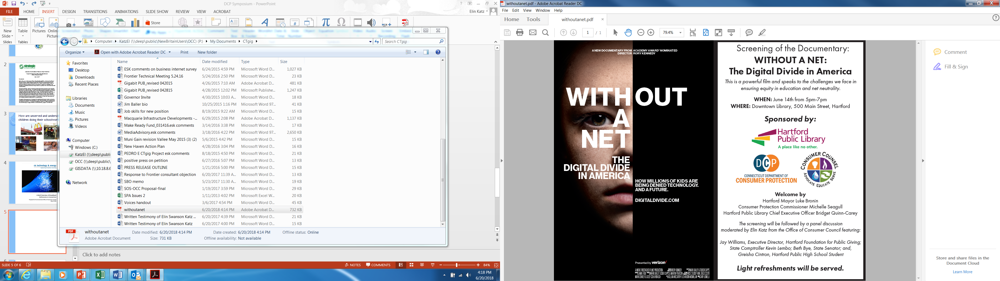 DCP Symposium - PowerPoint
FILE HOME INSERT DESIGN TRANSITIONS ANIMATIONS SLIDE SHOW REVIEW VIEW ACROBAT
Elin Katz
Store
My Apps
New Slide
Table
Pictures
Online Pictures
Slides
Tables
Computer KatzEl (\\deep\public\NewBritainUsers\OCC) (P:) My Documents CTgig
Search CTgig
Organize Open with Adobe Acrobat Reader DC Print New folder
Favorites
Desktop
Downloads
Recent Places
Libraries
Documents
Music
Pictures
Videos
Computer
Windows (C:)
KatzEl (\\deep\publi
OCC (\\deep\public\
GISDATA (\\10.18.8.6
Network
Name Date modified Type Size
ESK comments on business internet survey 6/24/2015 4:59 PM Microsoft Word D... 1,027 KB
Frontier Technical Meeting 5.24.16 5/24/2016 2:50 PM Microsoft Word D... 23 KB
Gigabit PUB_revised 042015 4/26/2015 7:10 AM Adobe Acrobat D... 481 KB
Gigabit PUB_revised 042815 4/28/2015 12:02 PM Microsoft Publishe... 1,247 KB
Governor Invite 4/30/2015 10:03 A... Microsoft Word D... 18 KB
Jim Baller bio 10/25/2015 1:16 PM Microsoft Word 97... 41 KB
Job skills for new position 8/19/2015 9:22 AM Microsoft Word D... 15 KB
Macquarie Infrastructure Developments -... 6/29/2015 2:08 PM Adobe Acrobat D... 1,137 KB
Make Ready Fund_031416.esk comments 3/14/2016 3:38 PM Microsoft Word D... 17 KB
MediaAdvisory.esk comments 3/18/2016 4:22 PM Microsoft Word 97... 2,650 KB
Muni Gain revision Vallee May 2015 (3) (2) 5/6/2015 4:42 PM Microsoft Word D... 15 KB
New Haven Action Plan 4/28/2016 3:04 PM Microsoft Word D... 16 KB
PEDRO E CTgig Project esk comments 8/18/2015 4:50 PM Microsoft Word D... 21 KB
positive press on petition 6/27/2016 5:07 PM Microsoft Word D... 13 KB
PRESS RELEASE OUTLINE 1/21/2016 5:00 PM Microsoft Word D... 15 KB
Response to Frontier consultant objection 6/20/2017 11:39 A... Microsoft Word D... 13 KB
SBO memo 5/23/2017 11:30 A... Microsoft Word D... 19 KB
SOS-OCC Proposal-final 1/19/2017 3:59 PM Microsoft Word D... 29 KB
SPA Issues 2 1/11/2013 4:02 PM Microsoft Excel W... 20 KB
Voices handout 3/6/2017 4:54 PM Microsoft Word D... 45 KB
withoutanet 6/20/2018 4:14 PM Adobe Acrobat D... 732 KB
Written Testimony of Elin Swanson Katz ... 6/20/2017 4:39 PM Microsoft Word D... 21 KB
Written Testimony of Elin Swanson Katz 6/20/2017 4:00 PM Microsoft Word D... 15 KB
PDF
withoutanet Date modified: 6/20/2018 4:14 PM Date created: 6/20/2018 4:14 PM Offline status: Online
Adobe Acrobat Document Size: 731 KB Offline availability: Not available
2
strategic
3
How are unserved and underse
children doing their schoolwor
4
ctc technology & energy
A Brief Overview of Broadband
Deficiencies in Connecticut
5
6
Click to add notes
SLIDE 5 OF 6 NOTES COMMENTS 84%
4:18 PM
6/20/2018
withoutanet.pdf - Adobe Acrobat Reader DC
File Edit View Window Help
Home Tools withoutanet.pdf
1 / 1 79.4%
A NEW DOCUMENTARY FROM ACADEMY AWARD® NOMINATED
DIRECTOR RORY KENNEDY
WITHOUT
A
NET
THE
DIGITAL DIVIDE
IN AMERICA
HOW MILLIONS OF KIDS ARE
BEING DENIED TECHNOLOGY.
AND A FUTURE.
DIGITALDIVIDE.COM
Presented by verizon
Screening of the Documentary:
WITHOUT A NET:
The Digital Divide in America
This is a powerful film and speaks to the challenges we face in
ensuring equity in education and net neutrality.
WHEN: June 14th from 5pm-7pm
WHERE: Downtown Library, 500 Main Street, Hartford
Sponsored by:
Hartford
Public Library
A place like no other.
DCP
CONNECTICUT DEPARTMENT OF
CONSUMER PROTECTION
CONSUMER COUNSEL
ADVOCATE EDUCATE SERVE
Welcome by
Hartford Mayor Luke Bronin
Consumer Protection Commissioner Michelle Seagull
Hartford Public Library Chief Executive Officer Bridget Quinn-Carey
The screening will be followed by a panel discussion
moderated by Elin Katz from the Office of Consumer Council featuring:
Jay Williams, Executive Director, Hartford Foundation for Public Giving;
State Comptroller Kevin Lembo; Beth Bye, State Senator; and,
Greisha Cintron, Hartford Public High School Student
Light refreshments will be served.
Comment
Fill & Sign
Store and share files in the
Document Cloud
Learn More